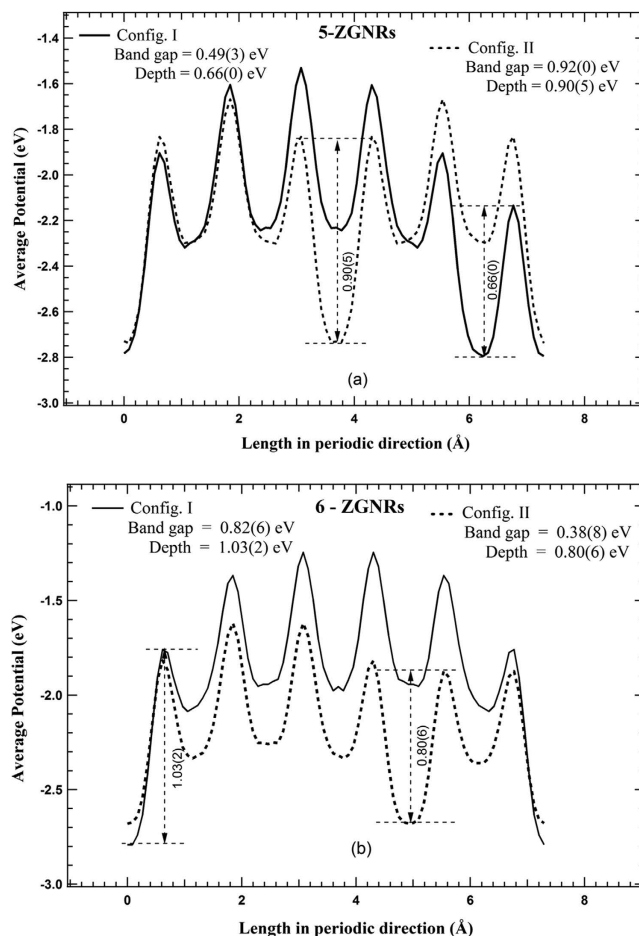 5-ZGNRs
Config. I
Band gap = 0.49(3) eV
Depth = 0.66(0) eV
Config. II
Band gap = 0.92(0) eV
Depth = 0.90(5) eV
Average Potential (eV)
-1.4
-1.6
-1.8
-2.0
-2.2
-2.4
-2.6
-2.8
-3.0
0.90(5)
0.66(0)
(a)
0
2
4
6
8
Length in periodic direction (Å)
6 - ZGNRs
Config. I
Band gap = 0.82(6) eV
Depth = 1.03(2) eV
Config. II
Band gap = 0.38(8) eV
Depth = 0.80(6) eV
Average Potential (eV)
-1.0
-1.5
-2.0
-2.5
-3.0
1.03(2)
0.80(6)
(b)
0
2
4
6
8
Length in periodic direction (Å)